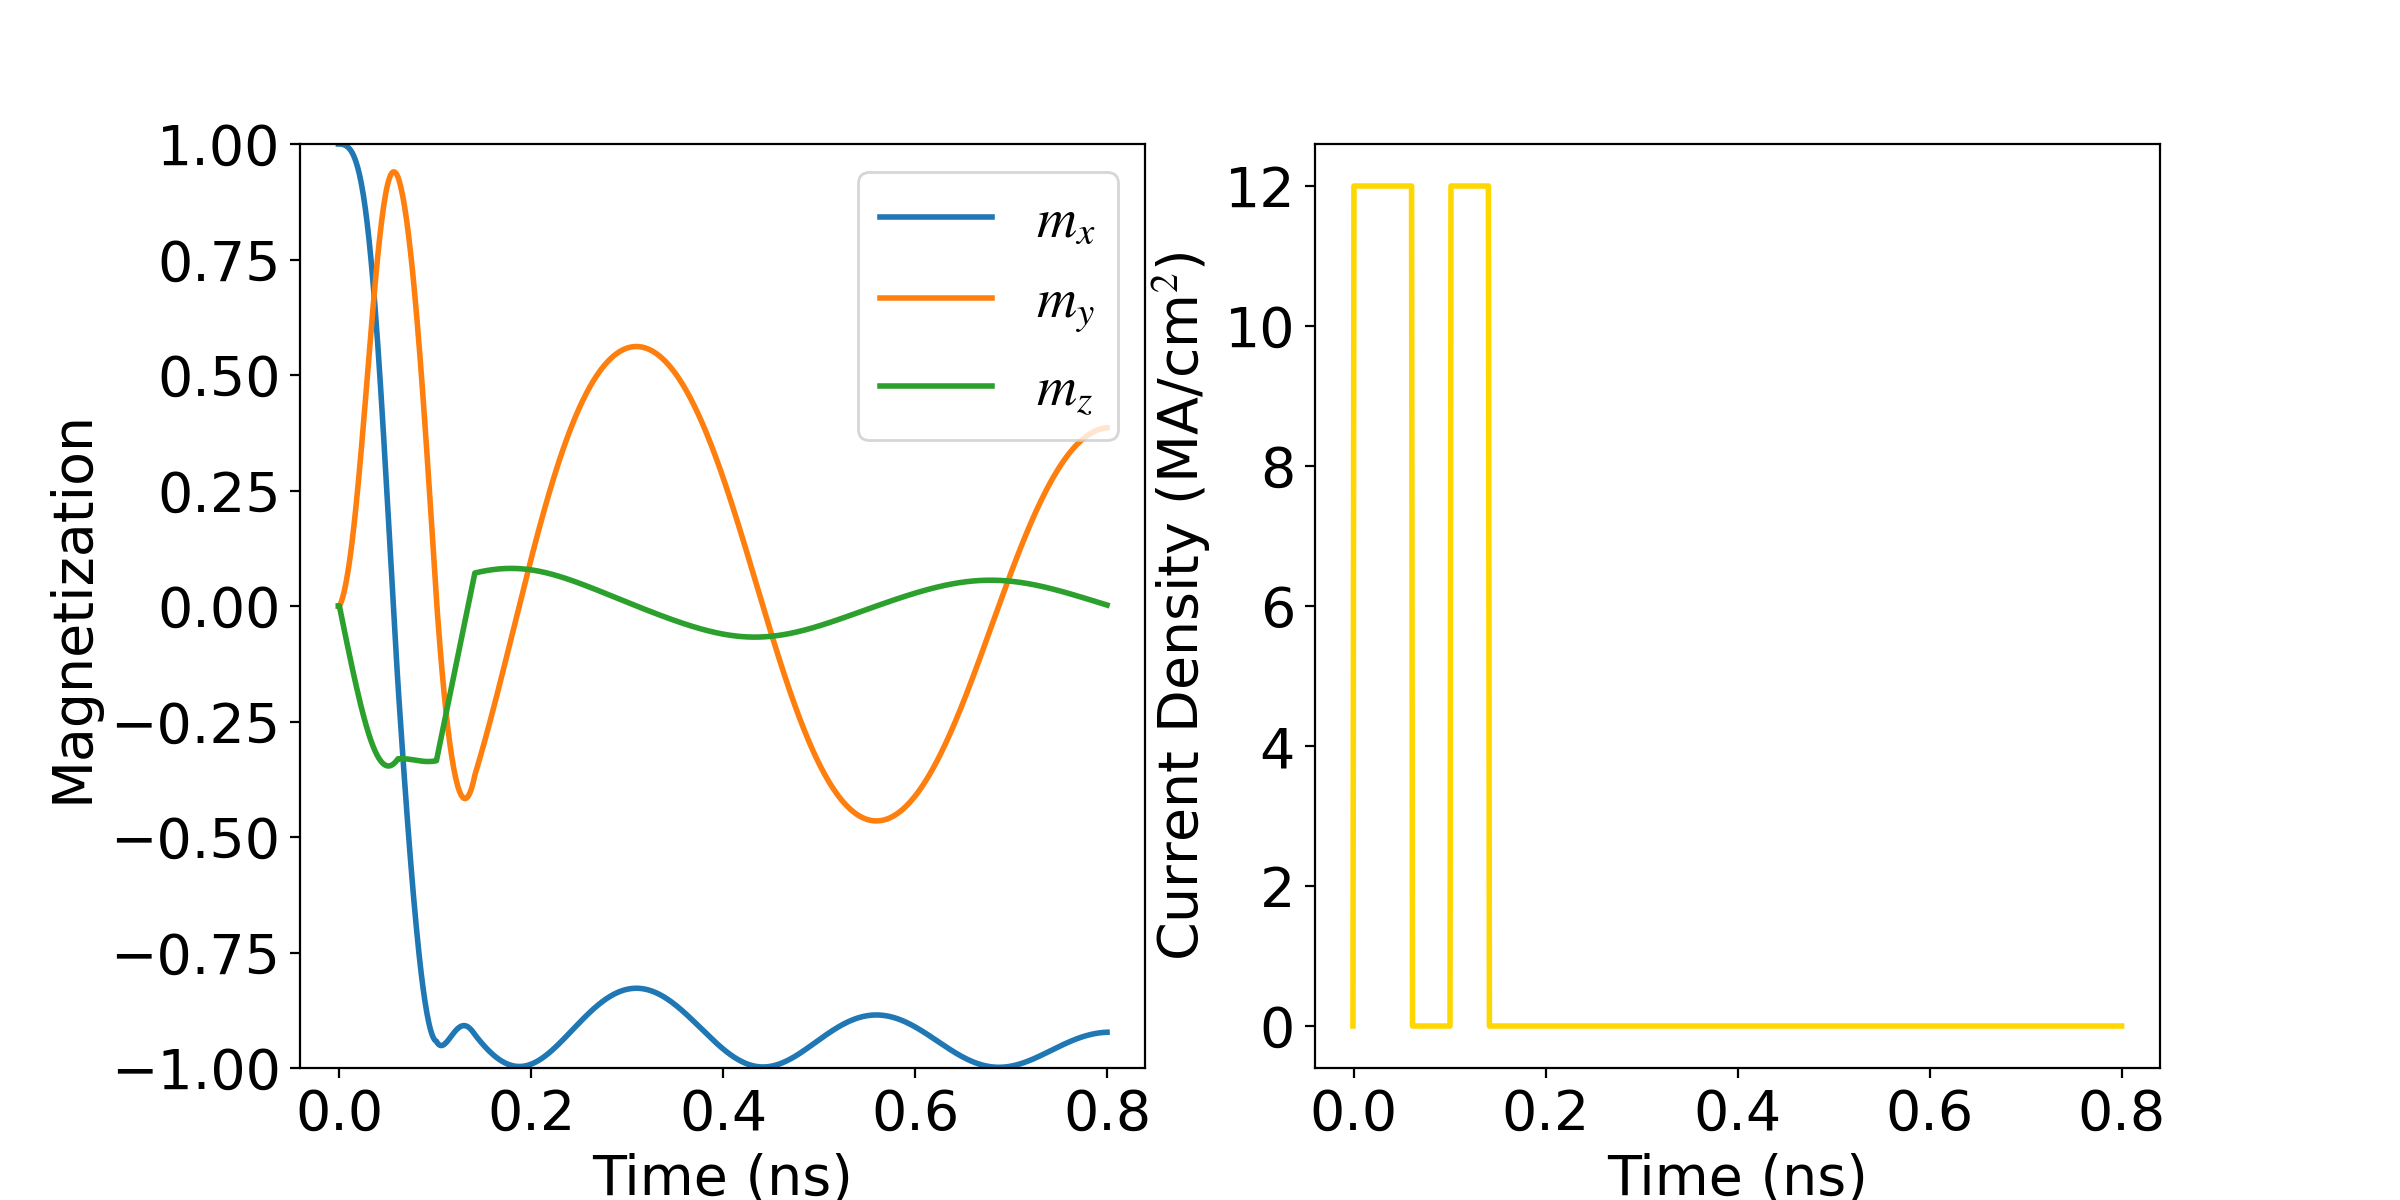 Magnetization
1.00
0.75
0.50
0.25
0.00
−0.25
−0.50
−0.75
−1.00
0.0 0.2 0.4 0.6 0.8
Time (ns)
m_x
m_y
m_z
Current Density (MA/cm²)
12
10
8
6
4
2
0
0.0 0.2 0.4 0.6 0.8
Time (ns)